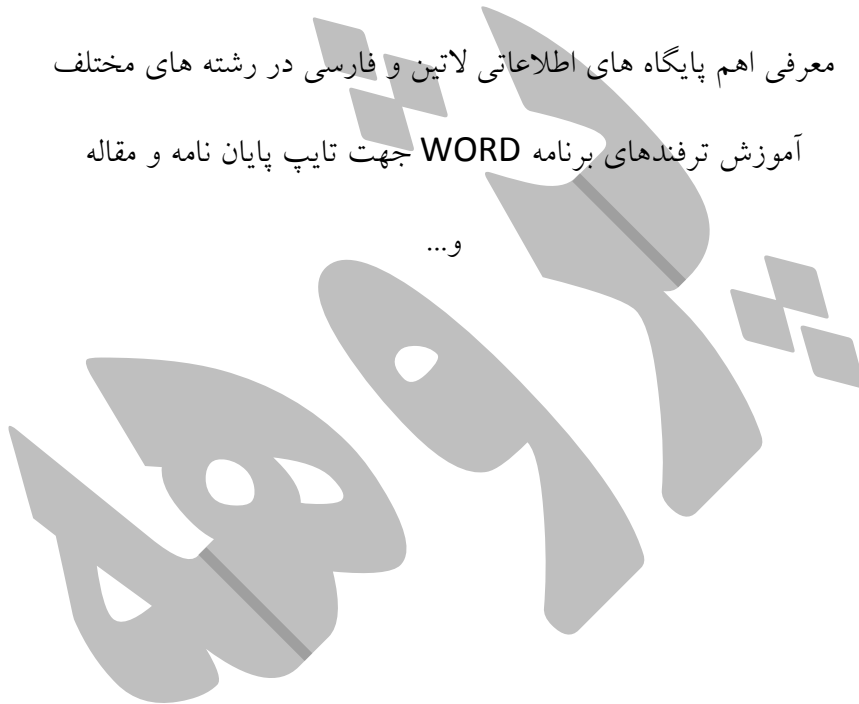 معرفی اهم پایگاه های اطلاعاتی لاتین و فارسی در رشته های مختلف
آموزش ترفندهای برنامه WORD جهت تایپ پایان نامه و مقاله
و...
پژوهه